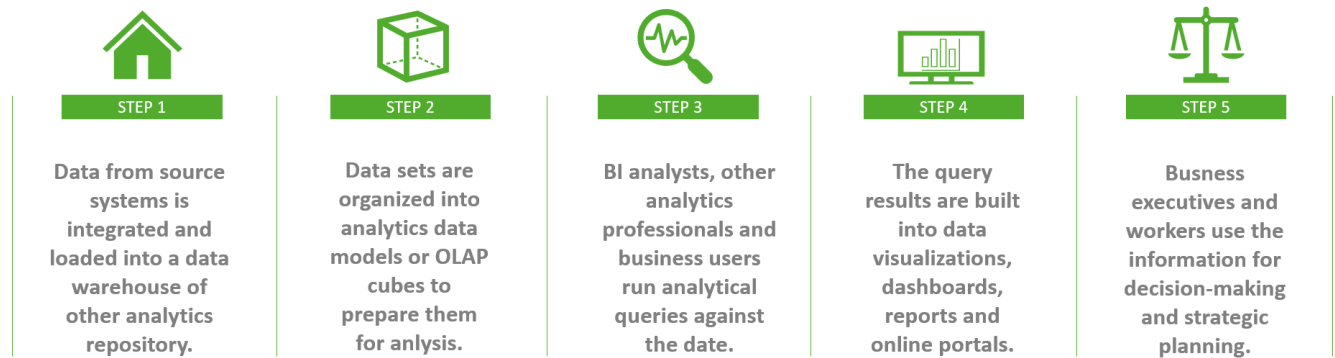 STEP 1
Data from source
systems is
integrated and
loaded into a data
warehouse of
other analytics
repository.
STEP 2
Data sets are
organized into
analytics data
models or OLAP
cubes to
prepare them
for anlysis.
STEP 3
BI analysts, other
analytics
professionals and
business users
run analytical
queries against
the date.
STEP 4
The query
results are built
into data
visualizations,
dashboards,
reports and
online portals.
STEP 5
Busness
executives and
workers use the
information for
decision-making
and strategic
planning.